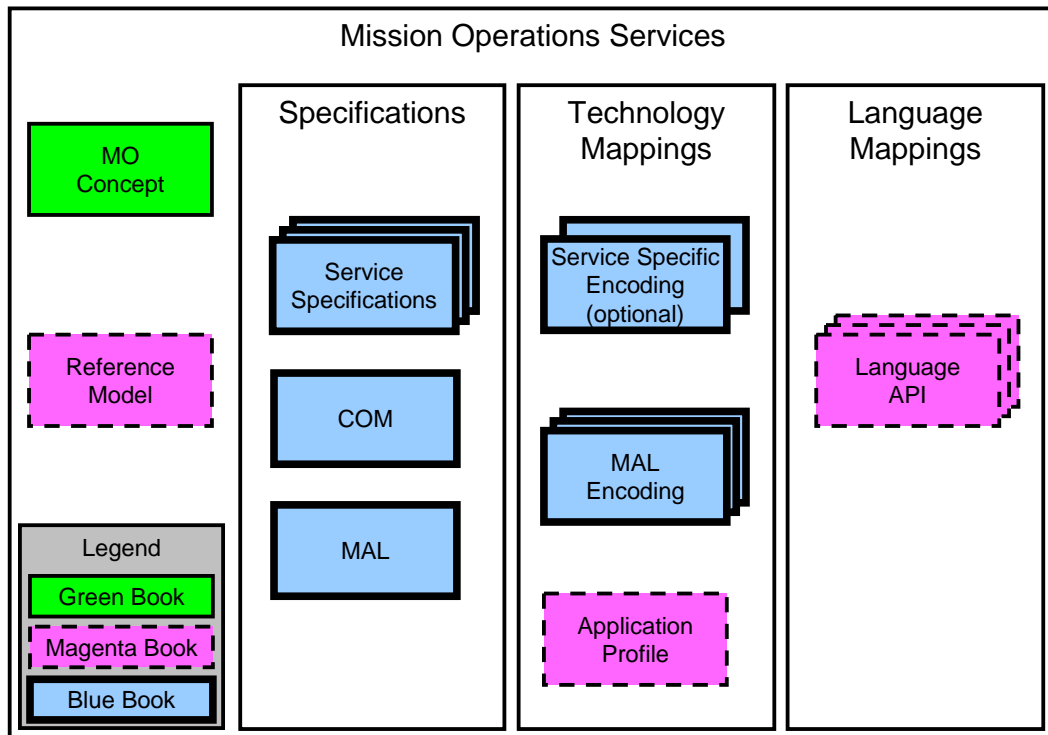 Mission Operations Services
MO
Concept
Reference
Model
Legend
Green Book
Magenta Book
Blue Book
Specifications
Service
Specifications
COM
MAL
Technology
Mappings
Service Specific
Encoding
(optional)
MAL
Encoding
Application
Profile
Language
Mappings
Language
API